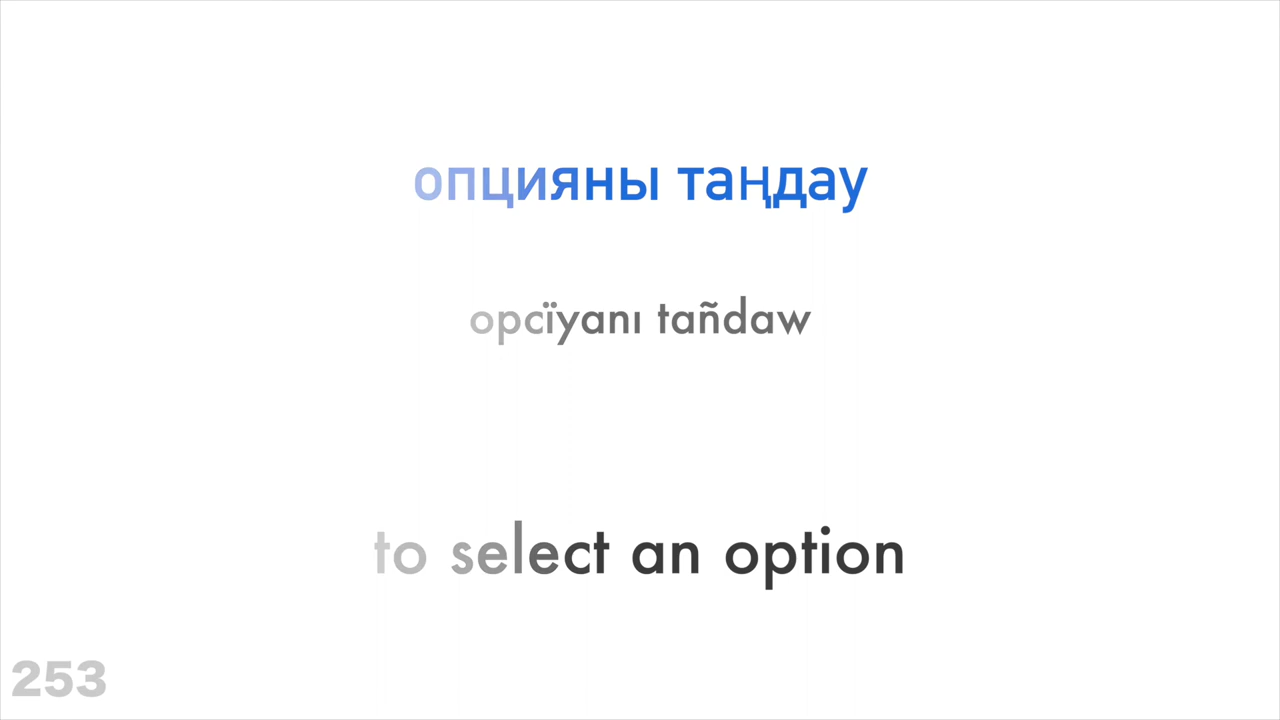 опцияны таңдау
opcïyanı tañdaw
to select an option
253